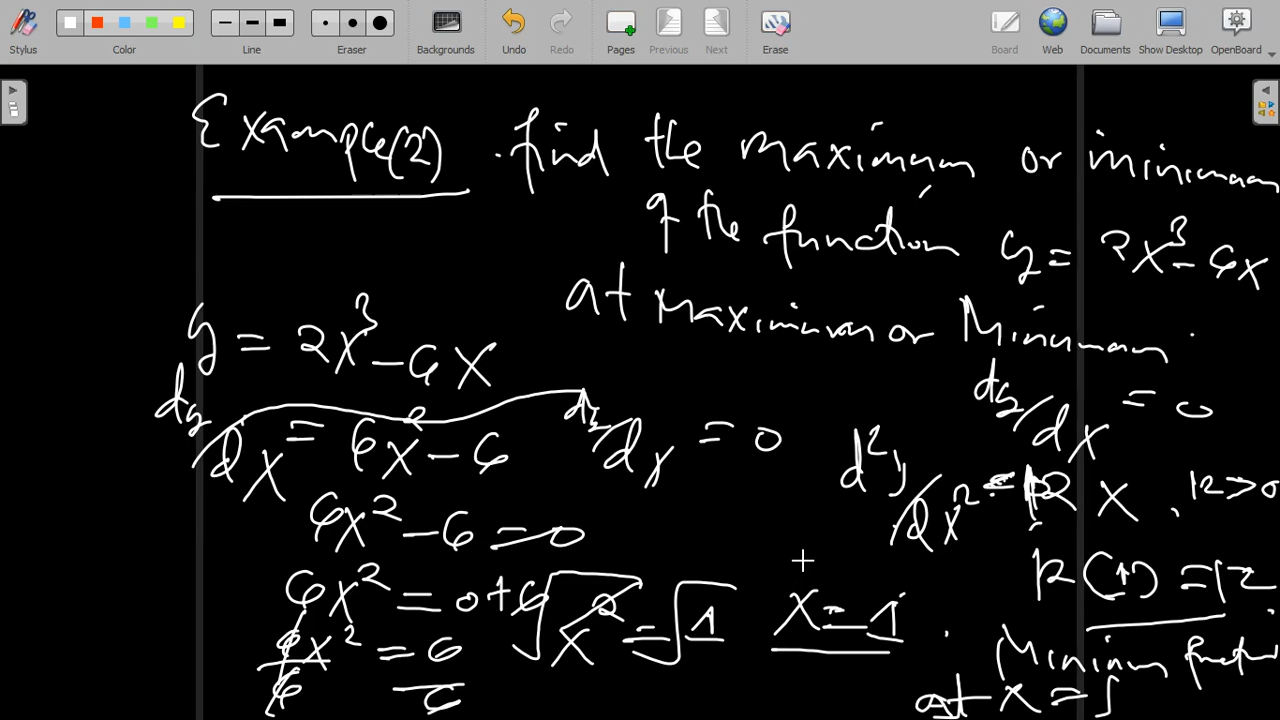 Stylus Color Line Eraser Backgrounds Undo Redo Pages Previous Next Erase Board Web Documents Show Desktop OpenBoard
Example(2) . find the maximum or minimum
of the function y = 2x³ - 6x
at maximum or Minimum .
y = 2x³ - 6x
dy/dx = 0
dy/dx = 6x² - 6
dy/dx = 0
d²y/dx² = 12x , 12>0
6x² - 6 = 0
12(1) = 12
6x² = 0+6
√x² = √1
x = 1 .
Minimum function
6x²/6 = 6/6
at x = 1